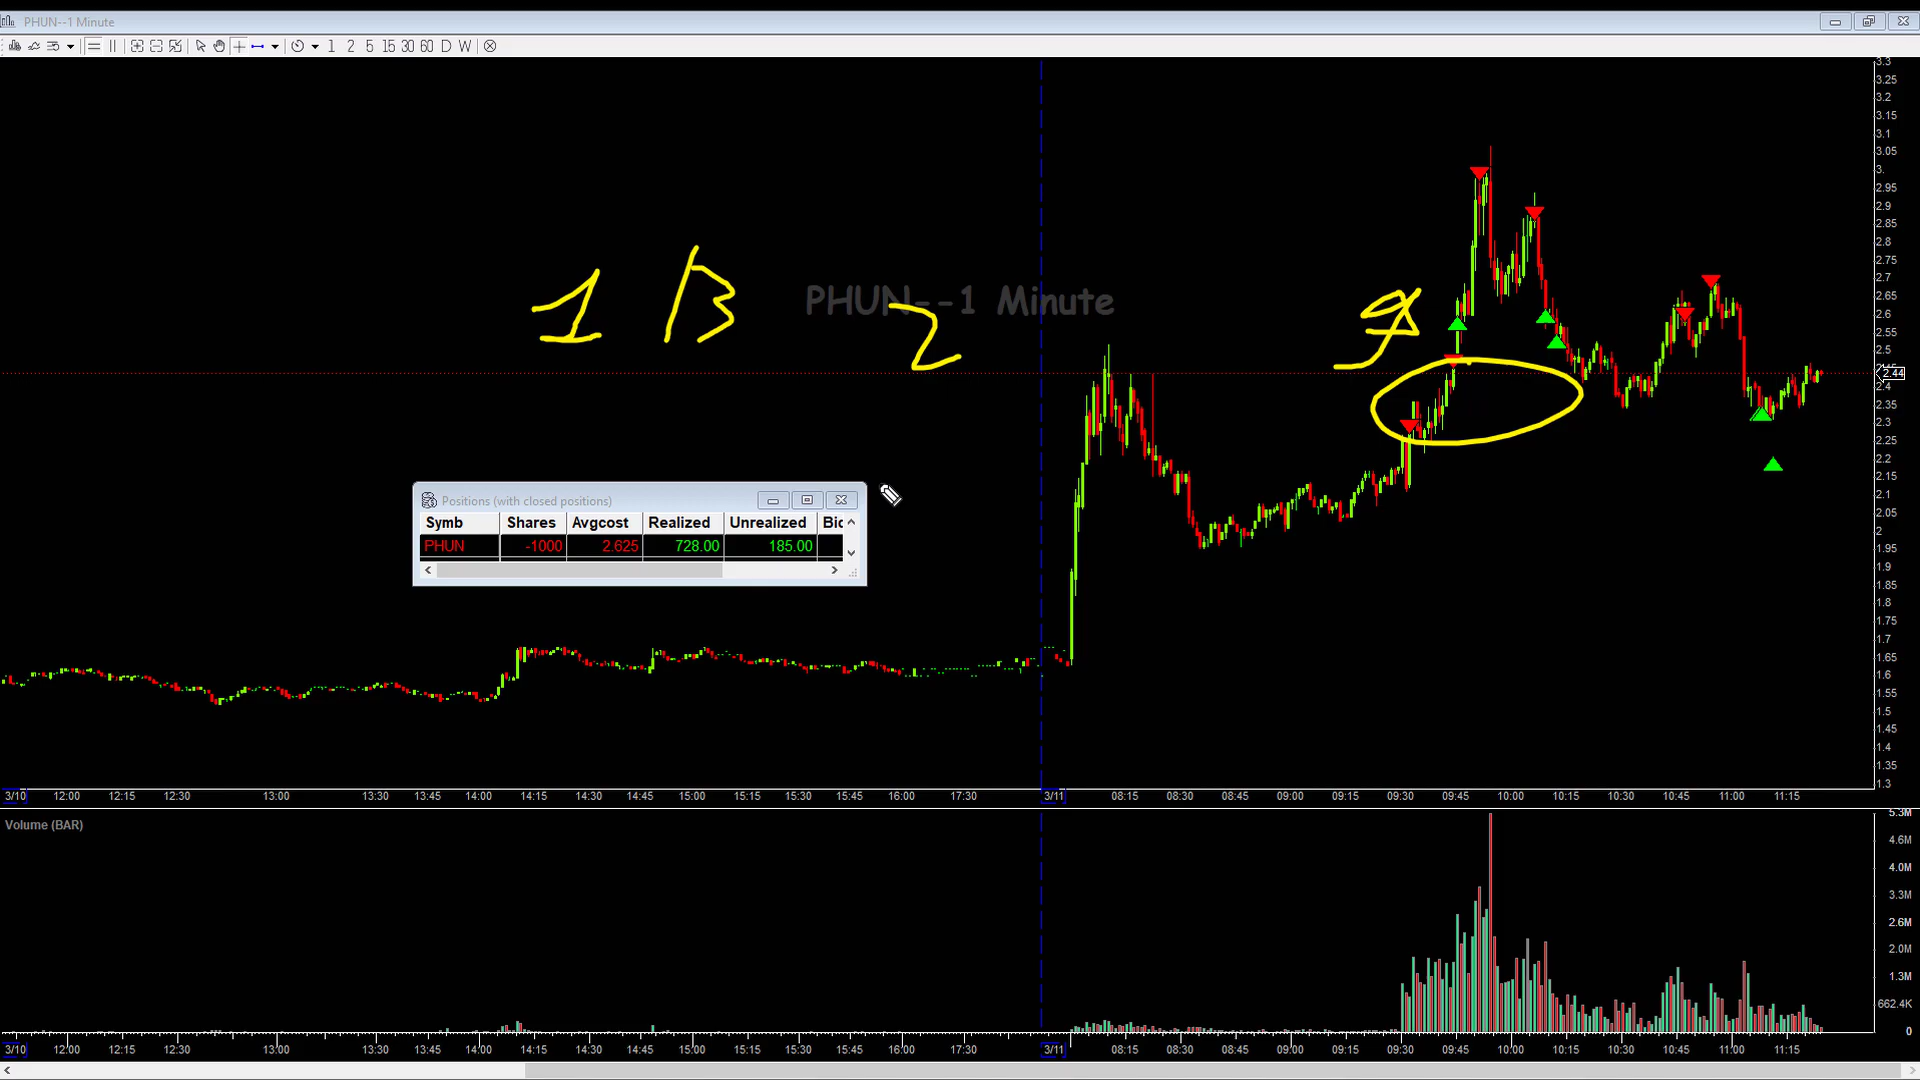 PHUN--1 Minute
1 2 5 15 30 60 D W
1 B
2
PHUN--1 Minute
Positions (with closed positions)
Symb Shares Avgcost Realized Unrealized Bid
PHUN -1000 2.625 728.00 185.00
3.3
3.25
3.2
3.15
3.1
3.05
3.
2.95
2.9
2.85
2.8
2.75
2.7
2.65
2.6
2.55
2.5
2.44
2.4
2.35
2.3
2.25
2.2
2.15
2.1
2.05
2
1.95
1.9
1.85
1.8
1.75
1.7
1.65
1.6
1.55
1.5
1.45
1.4
1.35
1.3
3/10 12:00 12:15 12:30 13:00 13:30 13:45 14:00 14:15 14:30 14:45 15:00 15:15 15:30 15:45 16:00 17:30 3/11 08:15 08:30 08:45 09:00 09:15 09:30 09:45 10:00 10:15 10:30 10:45 11:00 11:15
Volume (BAR)
5.3M
4.6M
4.0M
3.3M
2.6M
2.0M
1.3M
662.4K
0
3/10 12:00 12:15 12:30 13:00 13:30 13:45 14:00 14:15 14:30 14:45 15:00 15:15 15:30 15:45 16:00 17:30 3/11 08:15 08:30 08:45 09:00 09:15 09:30 09:45 10:00 10:15 10:30 10:45 11:00 11:15